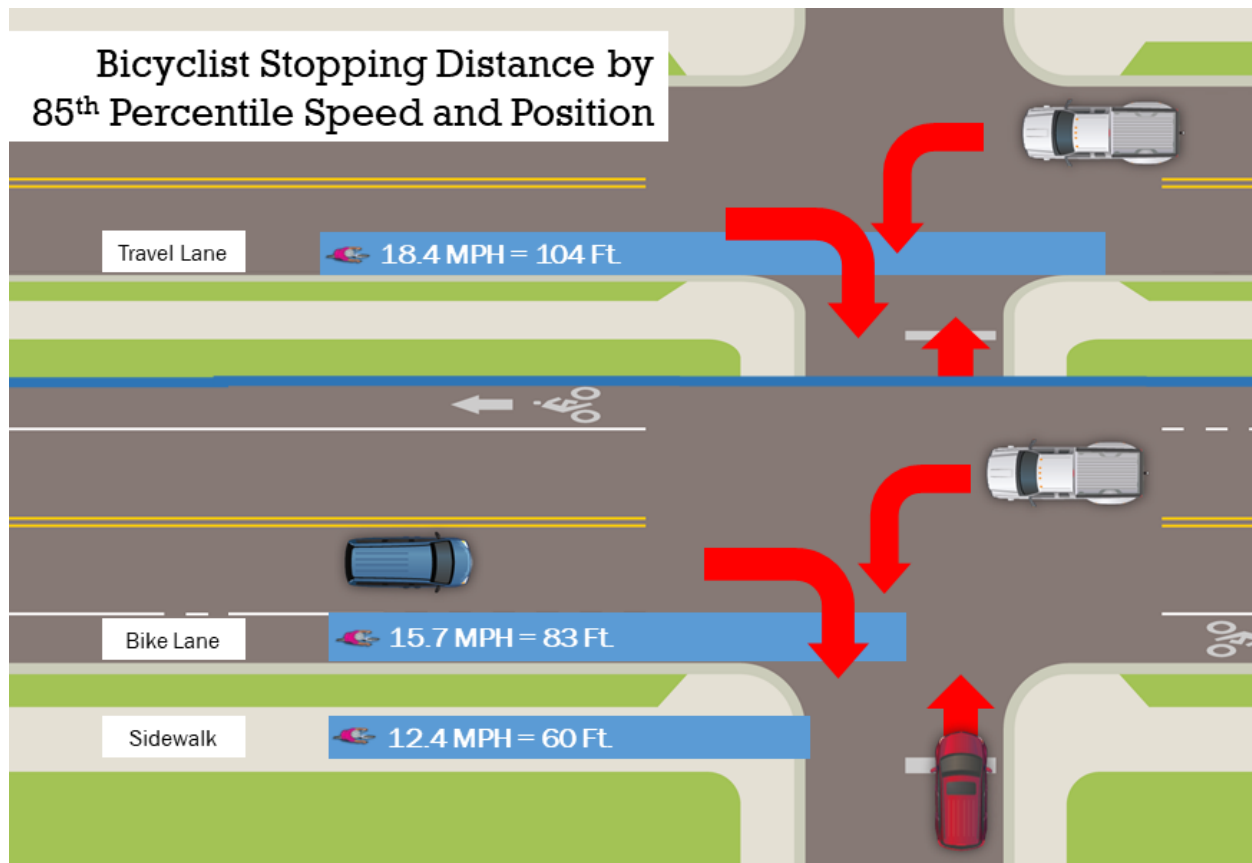 Bicyclist Stopping Distance by
85th Percentile Speed and Position
Travel Lane
18.4 MPH = 104 Ft.
Bike Lane
15.7 MPH = 83 Ft.
Sidewalk
12.4 MPH = 60 Ft.